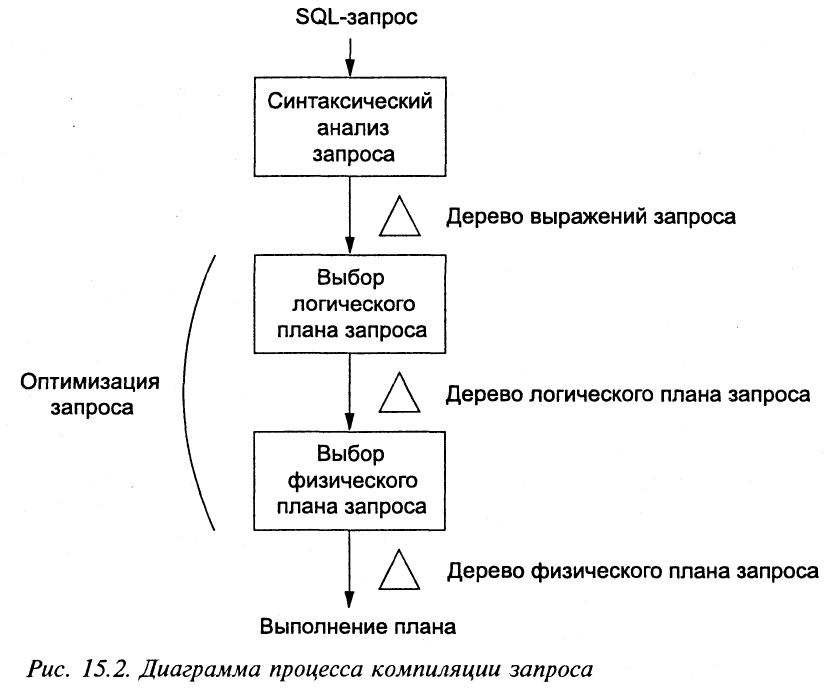 SQL-запрос
Синтаксический
анализ
запроса
Дерево выражений запроса
Выбор
логического
плана запроса
Оптимизация
запроса
Дерево логического плана запроса
Выбор
физического
плана запроса
Дерево физического плана запроса
Выполнение плана
Рис. 15.2. Диаграмма процесса компиляции запроса